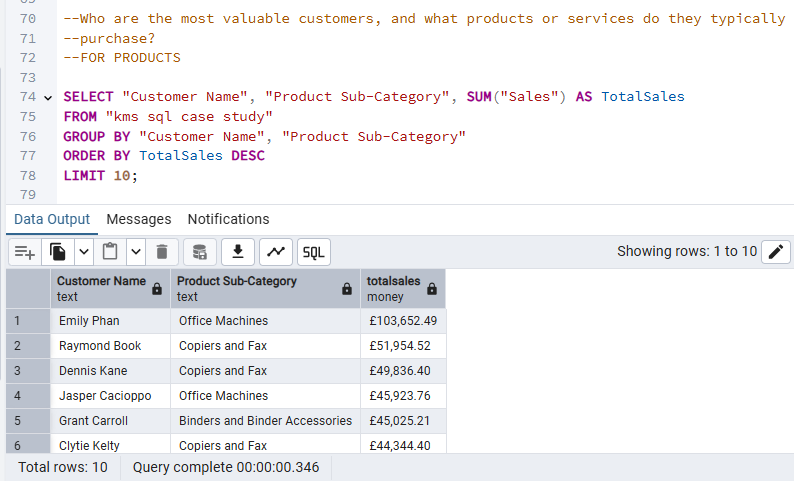 70 --Who are the most valuable customers, and what products or services do they typically
71 --purchase?
72 --FOR PRODUCTS
73
74 SELECT "Customer Name", "Product Sub-Category", SUM("Sales") AS TotalSales
75 FROM "kms sql case study"
76 GROUP BY "Customer Name", "Product Sub-Category"
77 ORDER BY TotalSales DESC
78 LIMIT 10;
79
Data Output Messages Notifications
SQL Showing rows: 1 to 10
Customer Name Product Sub-Category totalsales
text text money
1 Emily Phan Office Machines £103,652.49
2 Raymond Book Copiers and Fax £51,954.52
3 Dennis Kane Copiers and Fax £49,836.40
4 Jasper Cacioppo Office Machines £45,923.76
5 Grant Carroll Binders and Binder Accessories £45,025.21
6 Clytie Kelty Copiers and Fax £44,344.40
Total rows: 10 Query complete 00:00:00.346